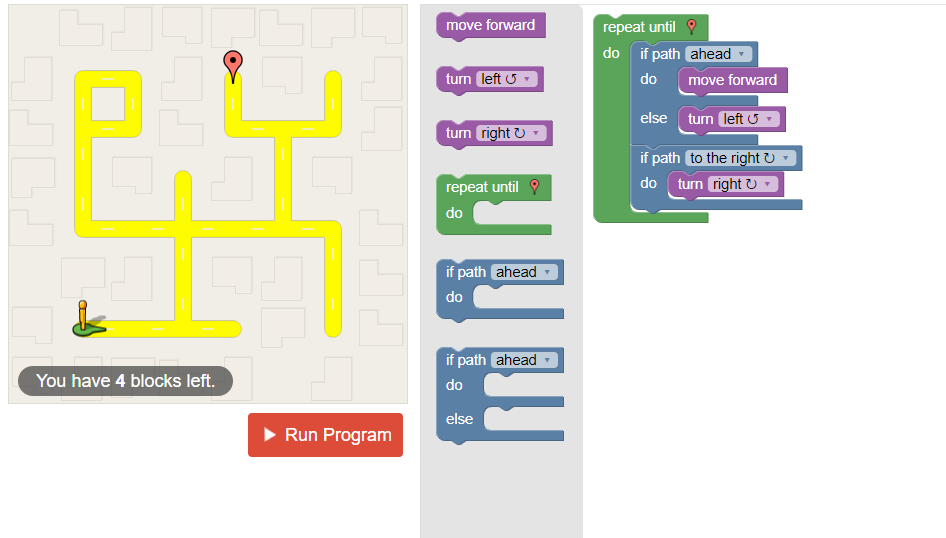 You have 4 blocks left.
Run Program
move forward
turn left ↺
turn right ↻
repeat until
do
if path ahead
do
if path ahead
do
else
repeat until
do
if path ahead
do
move forward
else
turn left ↺
if path to the right ↻
do
turn right ↻